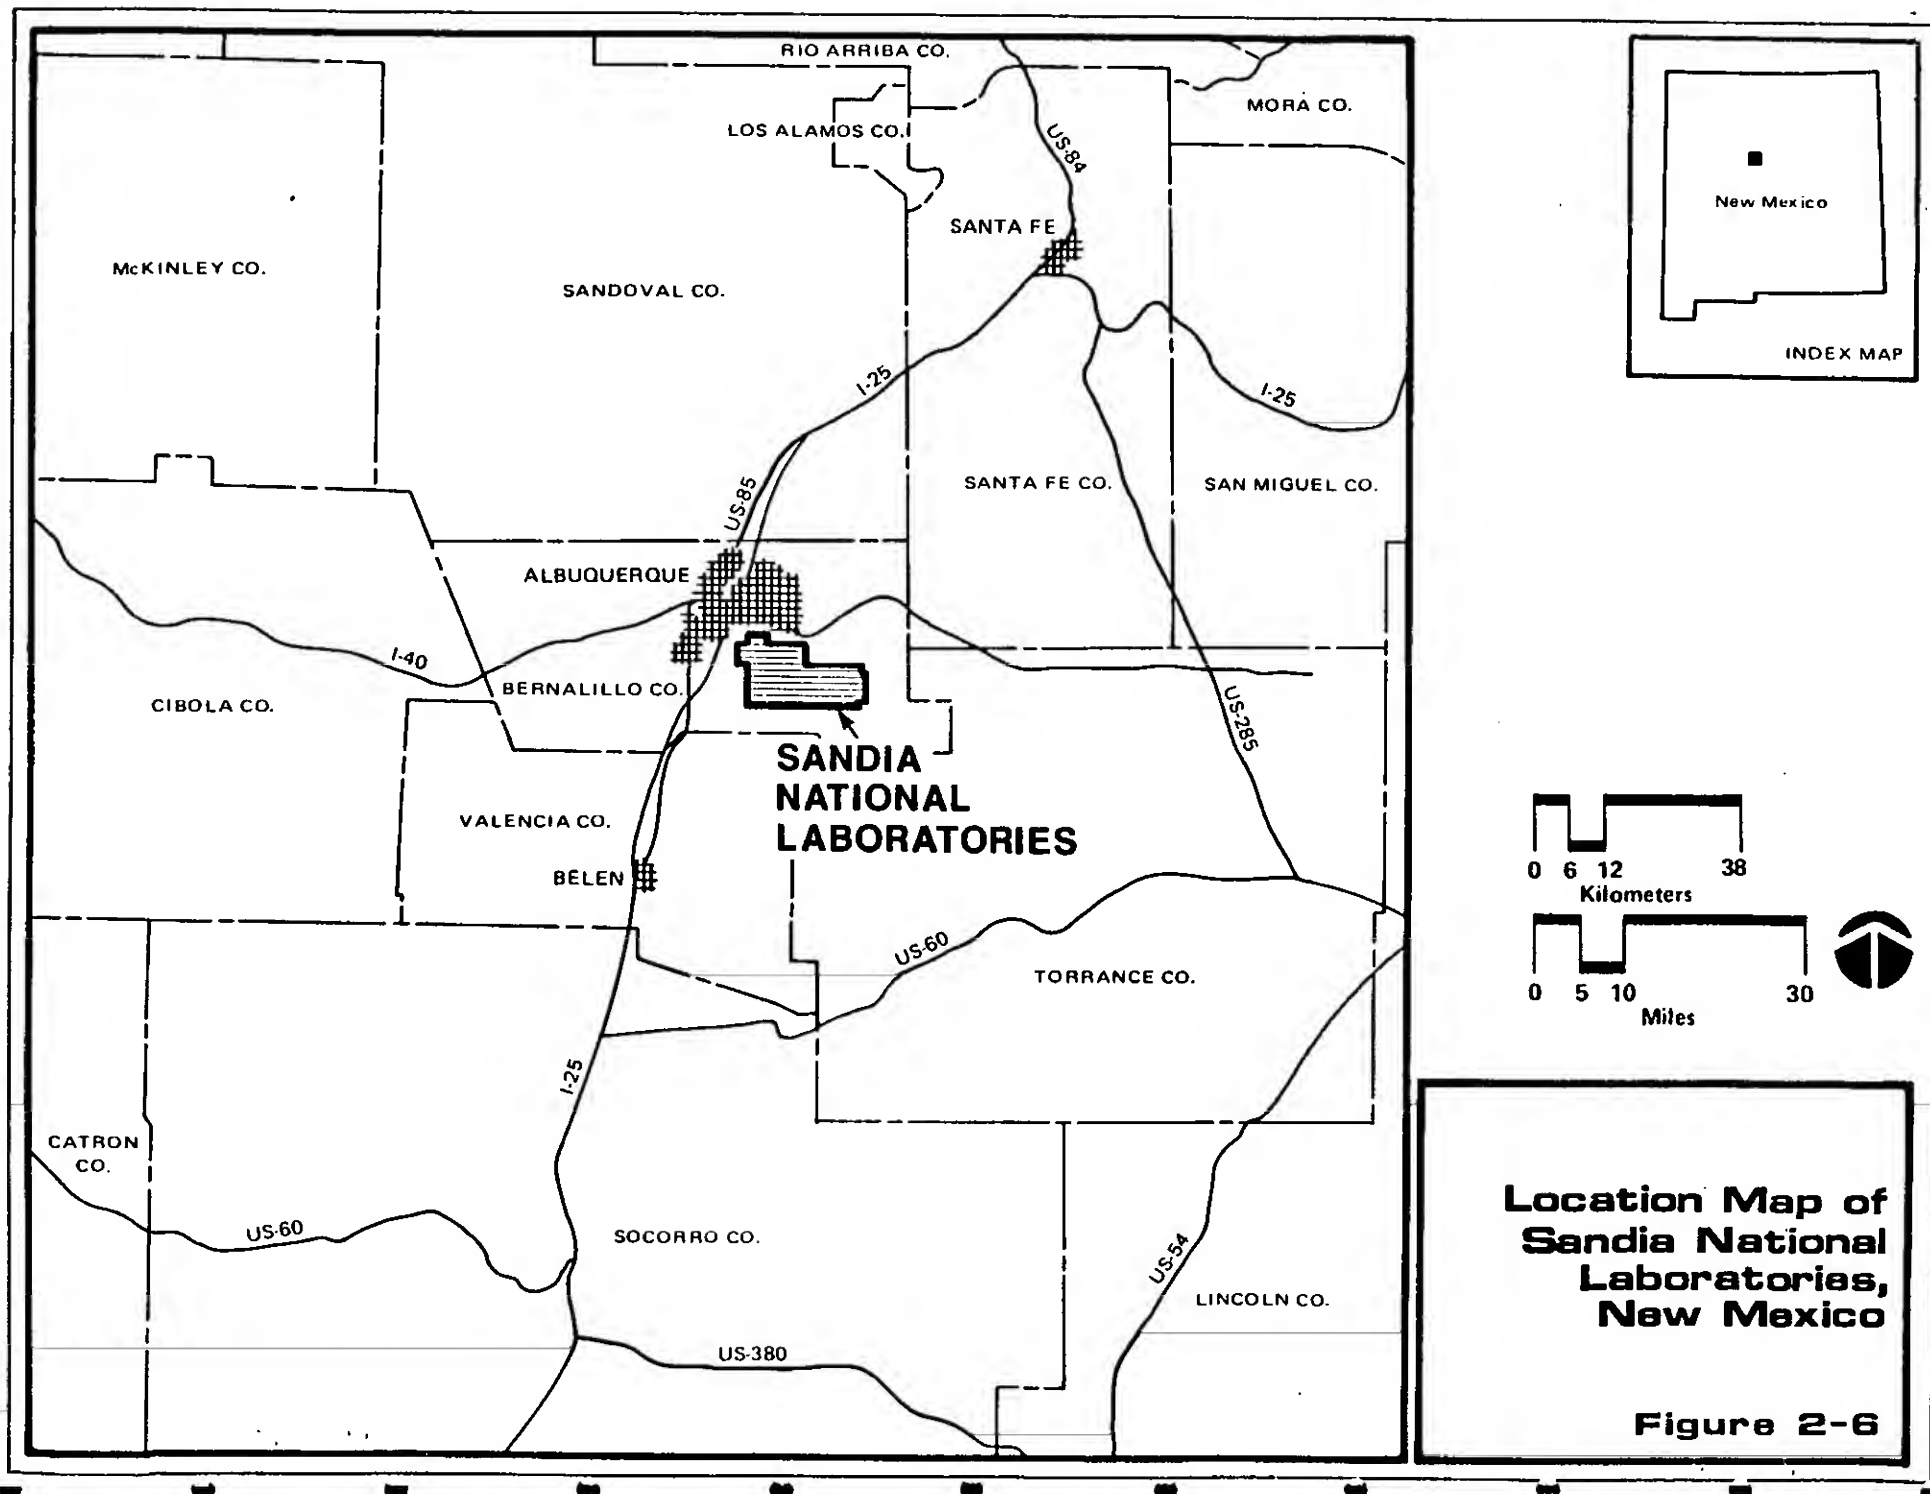 RIO ARRIBA CO.
MORA CO.
LOS ALAMOS CO.
US-84
SANTA FE
McKINLEY CO.
SANDOVAL CO.
I-25
I-25
SANTA FE CO.
SAN MIGUEL CO.
US-85
ALBUQUERQUE
I-40
BERNALILLO CO.
CIBOLA CO.
US-285
SANDIA
NATIONAL
LABORATORIES
VALENCIA CO.
BELEN
US-60
TORRANCE CO.
I-25
CATRON
CO.
US-60
SOCORRO CO.
US-54
LINCOLN CO.
US-380
New Mexico
INDEX MAP
0 6 12 38
Kilometers
0 5 10 30
Miles
Location Map of
Sandia National
Laboratories,
New Mexico
Figure 2-6